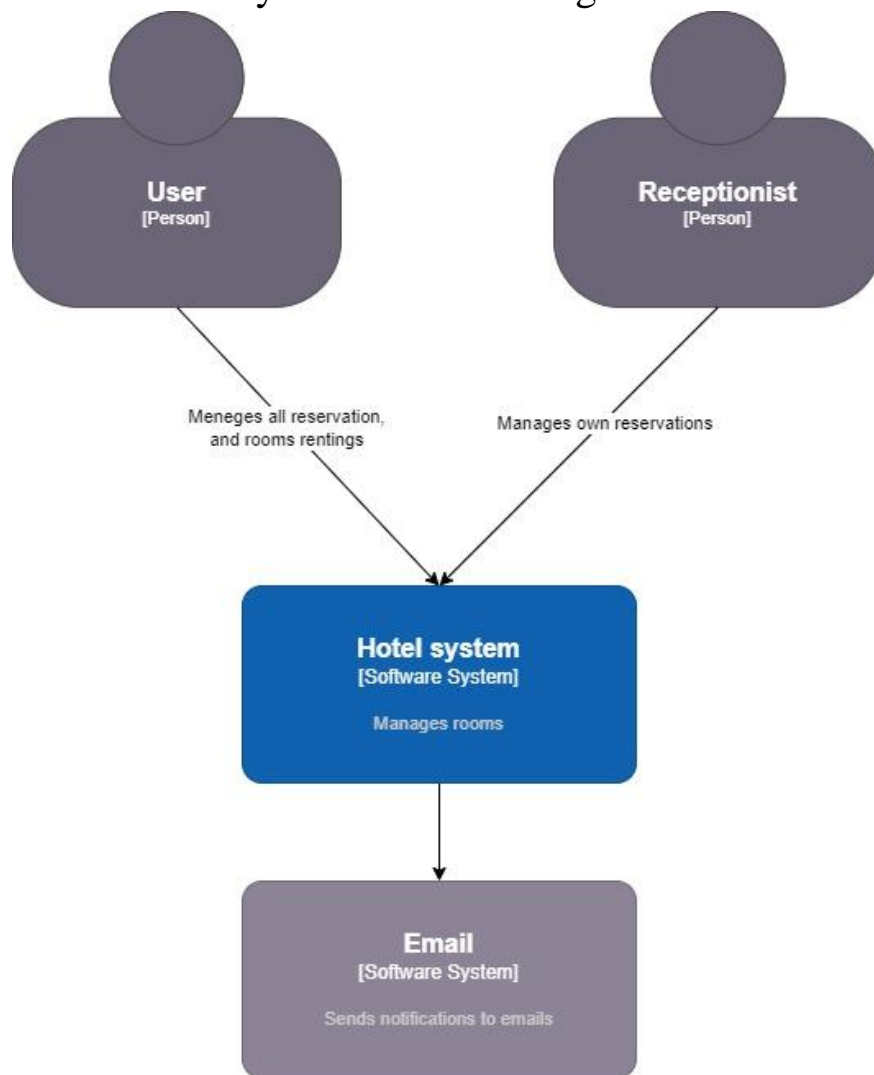 User
[Person]
Receptionist
[Person]
Meneges all reservation,
and rooms rentings
Manages own reservations
Hotel system
[Software System]
Manages rooms
Email
[Software System]
Sends notifications to emails